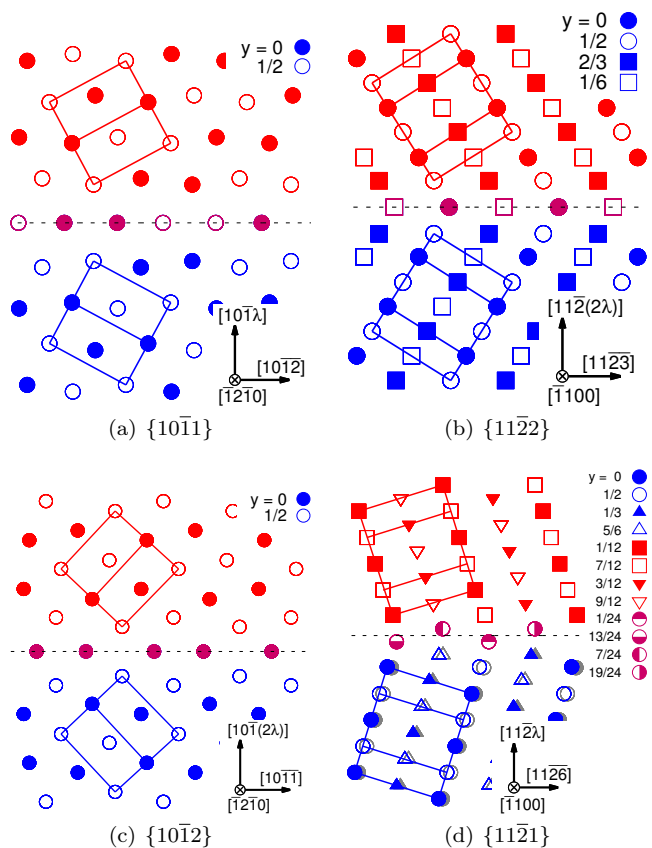 y = 0
1/2
[101̅λ]
[101̅2̅]
[1̅21̅0]
(a) {101̅1}
y = 0
1/2
2/3
1/6
[112̅(2λ)]
[112̅3̅]
[1̅100]
(b) {112̅2}
y = 0
1/2
[101̅(2λ)]
[101̅1̅]
[1̅21̅0]
(c) {101̅2}
y = 0
1/2
1/3
5/6
1/12
7/12
3/12
9/12
1/24
13/24
7/24
19/24
[112̅λ]
[112̅6̅]
[1̅100]
(d) {112̅1}